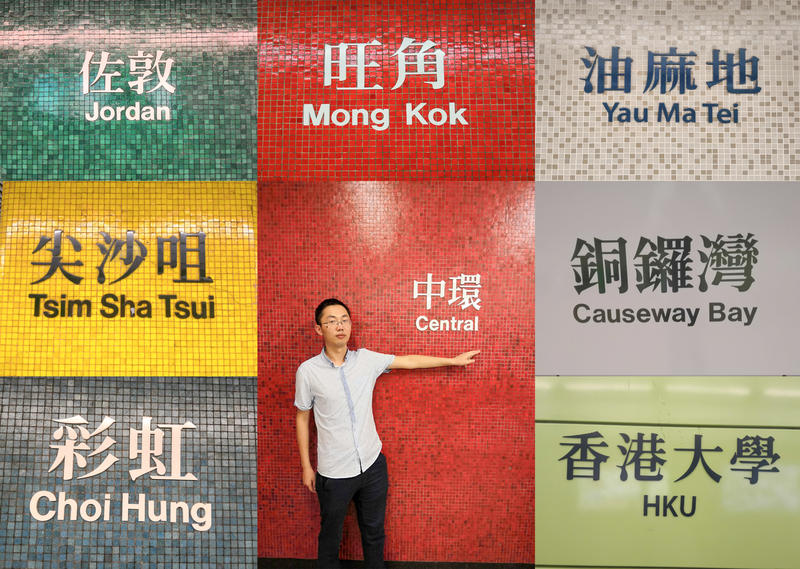 佐敦
Jordan
旺角
Mong Kok
油麻地
Yau Ma Tei
尖沙咀
Tsim Sha Tsui
中環
Central
銅鑼灣
Causeway Bay
彩虹
Choi Hung
香港大學
HKU